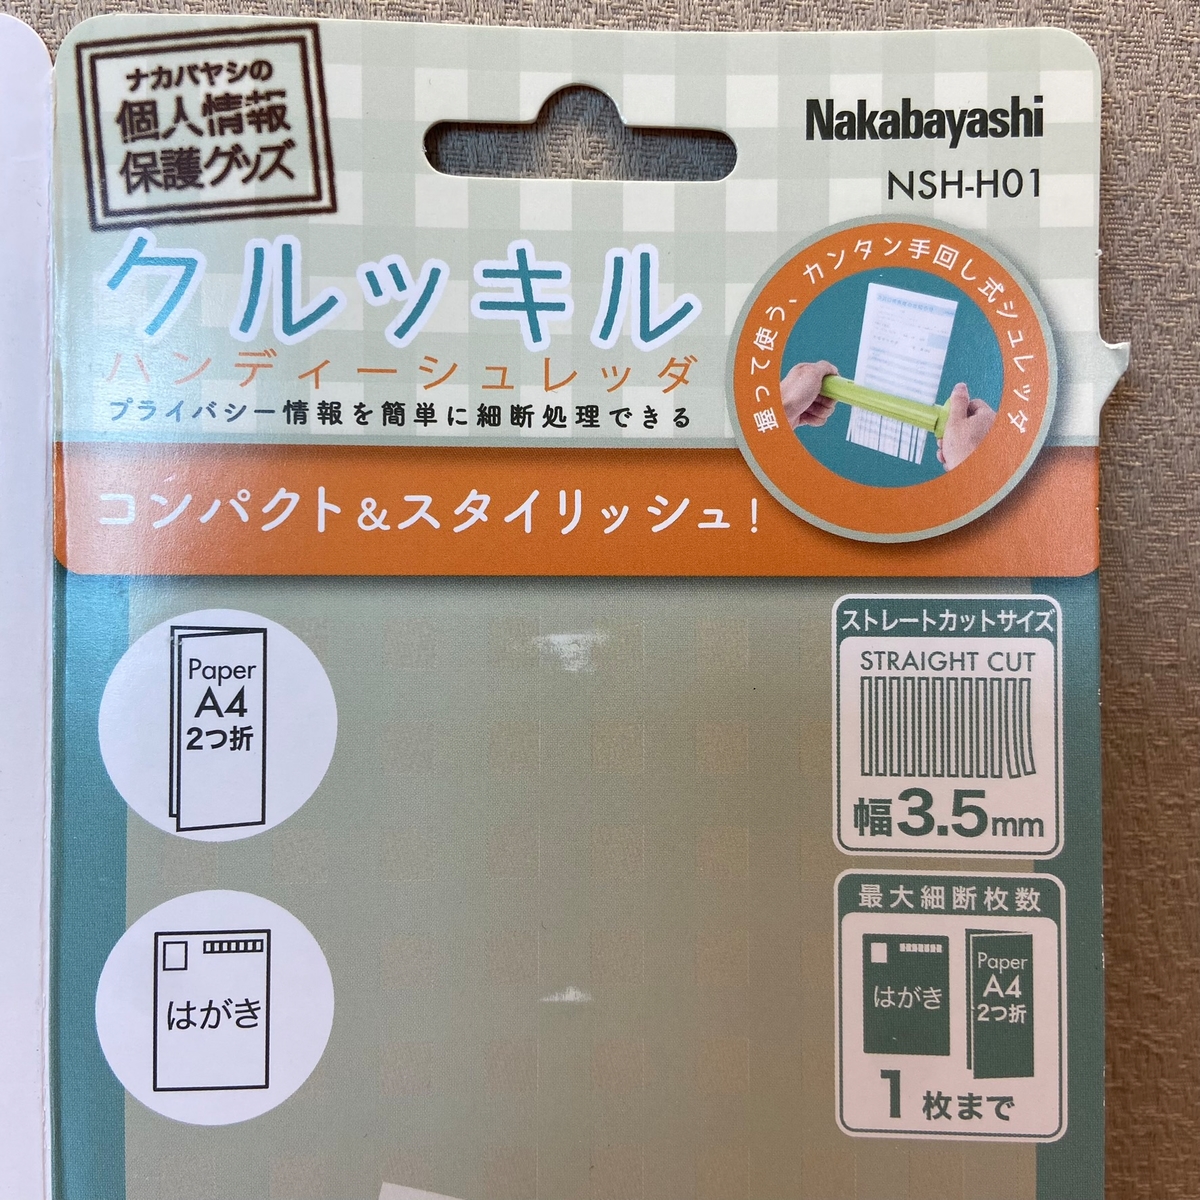 ナカバヤシの
個人情報
保護グッズ
Nakabayashi
NSH-H01
クルッキル
ハンディーシュレッダ
プライバシー情報を簡単に細断処理できる
握って使う、カンタン手回し式シュレッダ
コンパクト&スタイリッシュ!
Paper
A4
2つ折
ストレートカットサイズ
STRAIGHT CUT
幅3.5mm
はがき
最大細断枚数
はがき
Paper
A4
2つ折
1枚まで